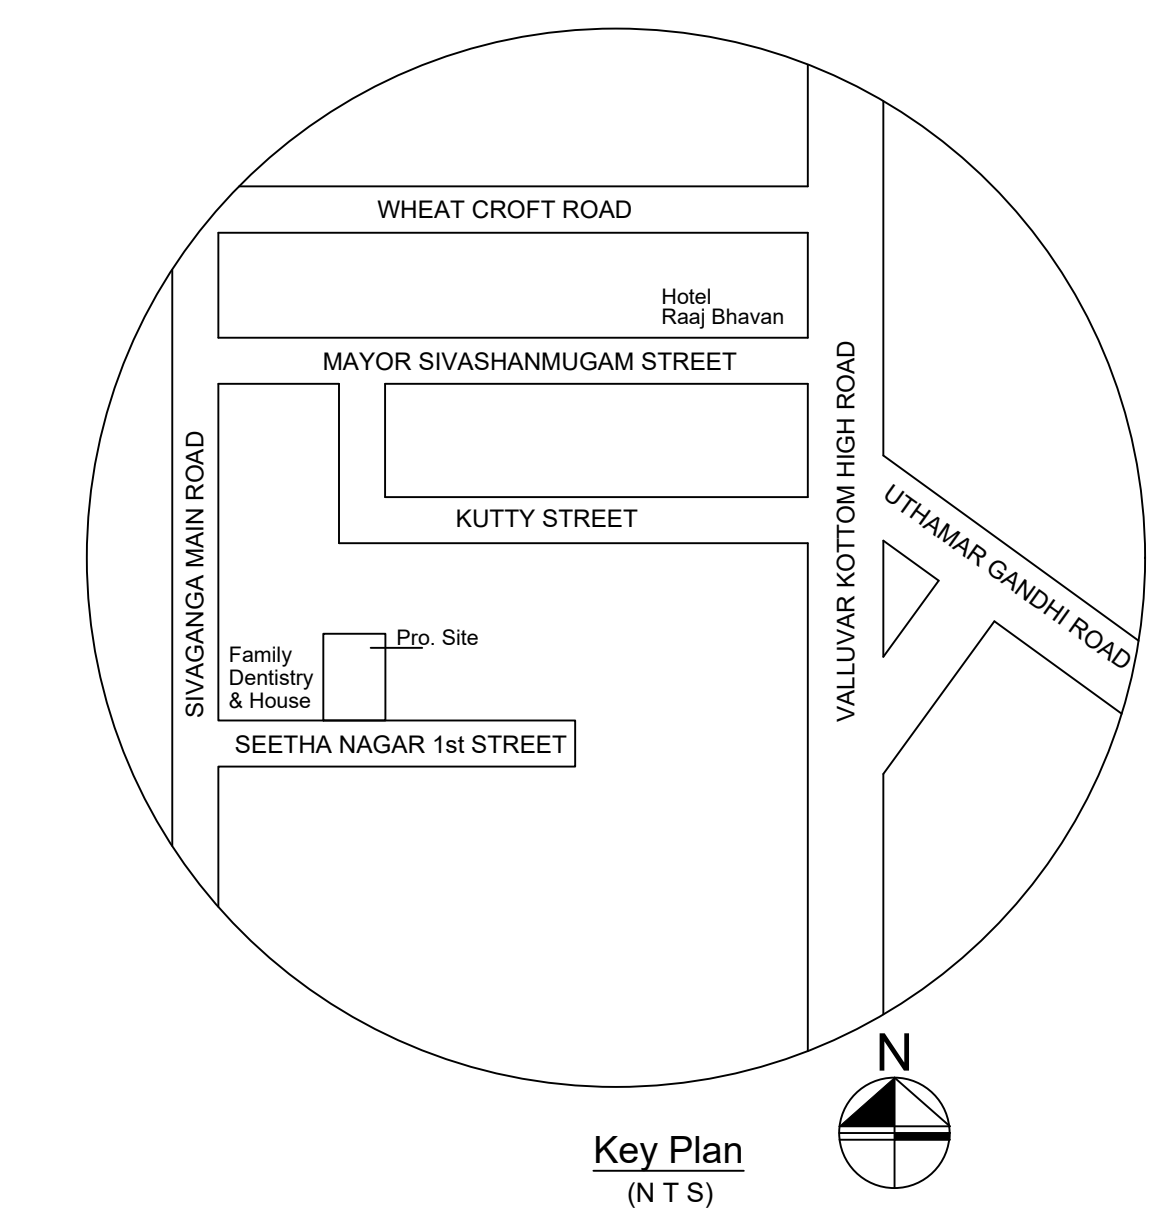 WHEAT CROFT ROAD
Hotel
Raaj Bhavan
MAYOR SIVASHANMUGAM STREET
SIVAGANGA MAIN ROAD
VALLUVAR KOTTOM HIGH ROAD
UTHAMAR GANDHI ROAD
KUTTY STREET
Pro. Site
Family
Dentistry
& House
SEETHA NAGAR 1st STREET
N
Key Plan
(N T S)